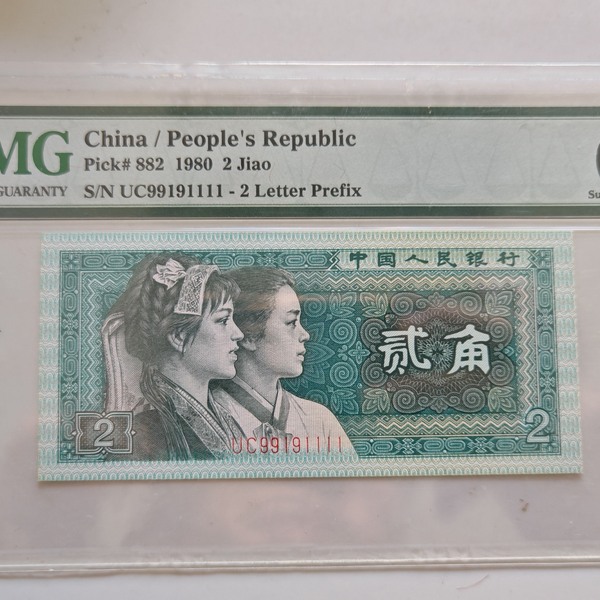 MG
China / People's Republic
Pick# 882 1980 2 Jiao
GUARANTY
S/N UC99191111 - 2 Letter Prefix
Su
中国人民银行
贰角
2
2
UC99191111